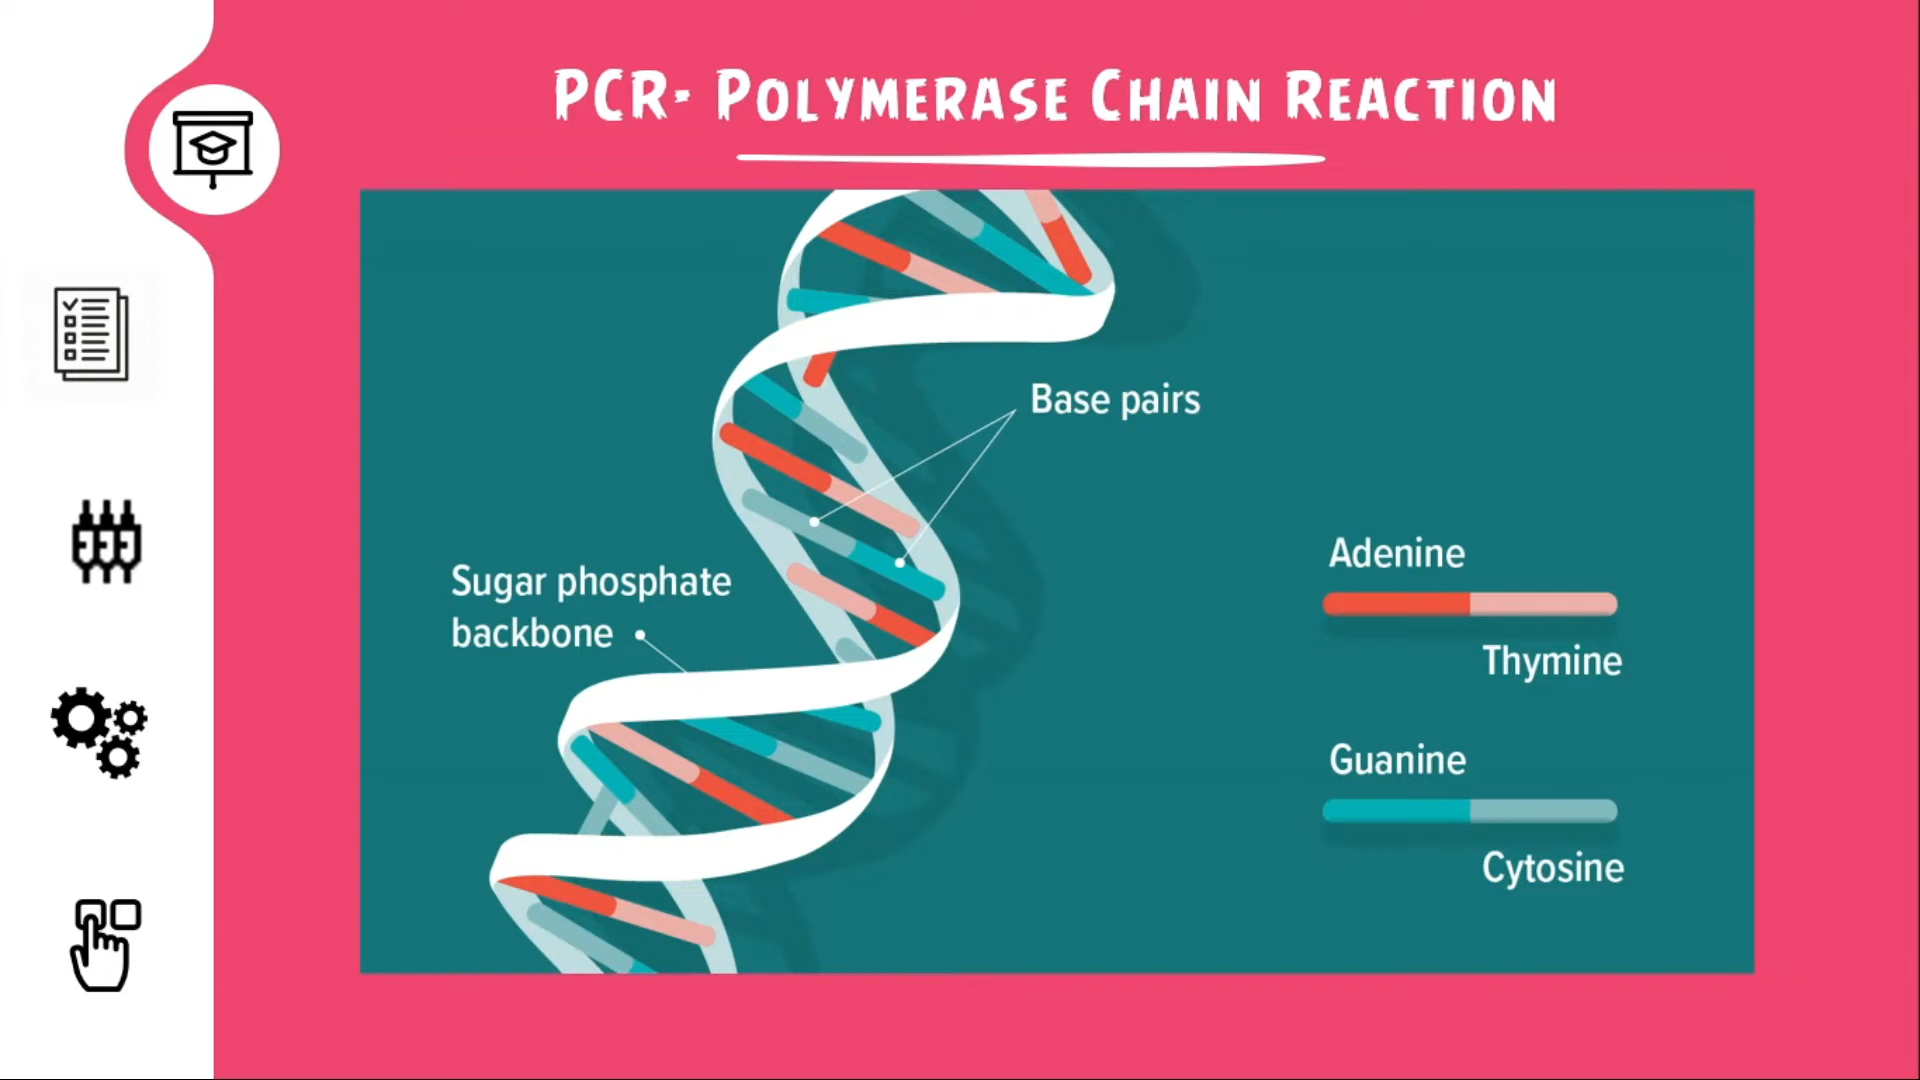 PCR- POLYMERASE CHAIN REACTION
Base pairs
Sugar phosphate
backbone
Adenine
Thymine
Guanine
Cytosine